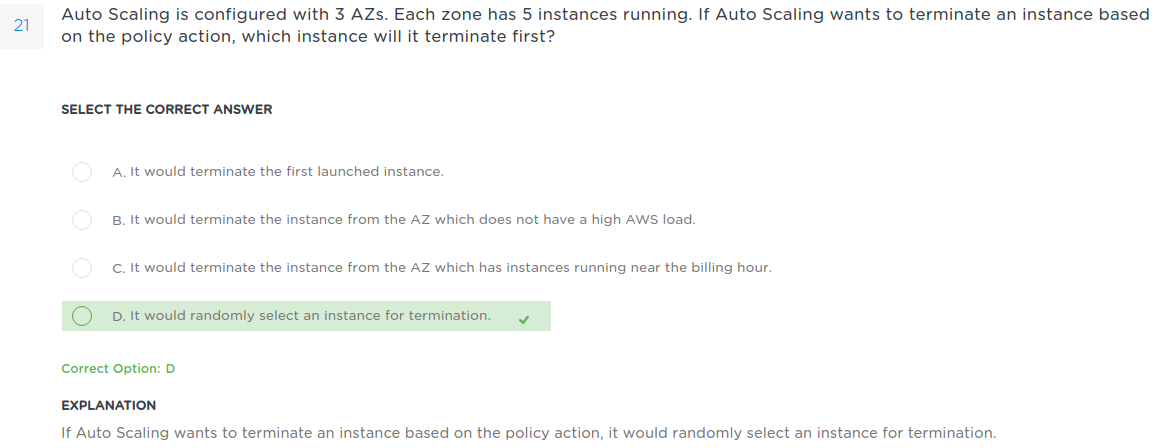 21
Auto Scaling is configured with 3 AZs. Each zone has 5 instances running. If Auto Scaling wants to terminate an instance based
on the policy action, which instance will it terminate first?
SELECT THE CORRECT ANSWER
A. It would terminate the first launched instance.
B. It would terminate the instance from the AZ which does not have a high AWS load.
C. It would terminate the instance from the AZ which has instances running near the billing hour.
D. It would randomly select an instance for termination.
Correct Option: D
EXPLANATION
If Auto Scaling wants to terminate an instance based on the policy action, it would randomly select an instance for termination.